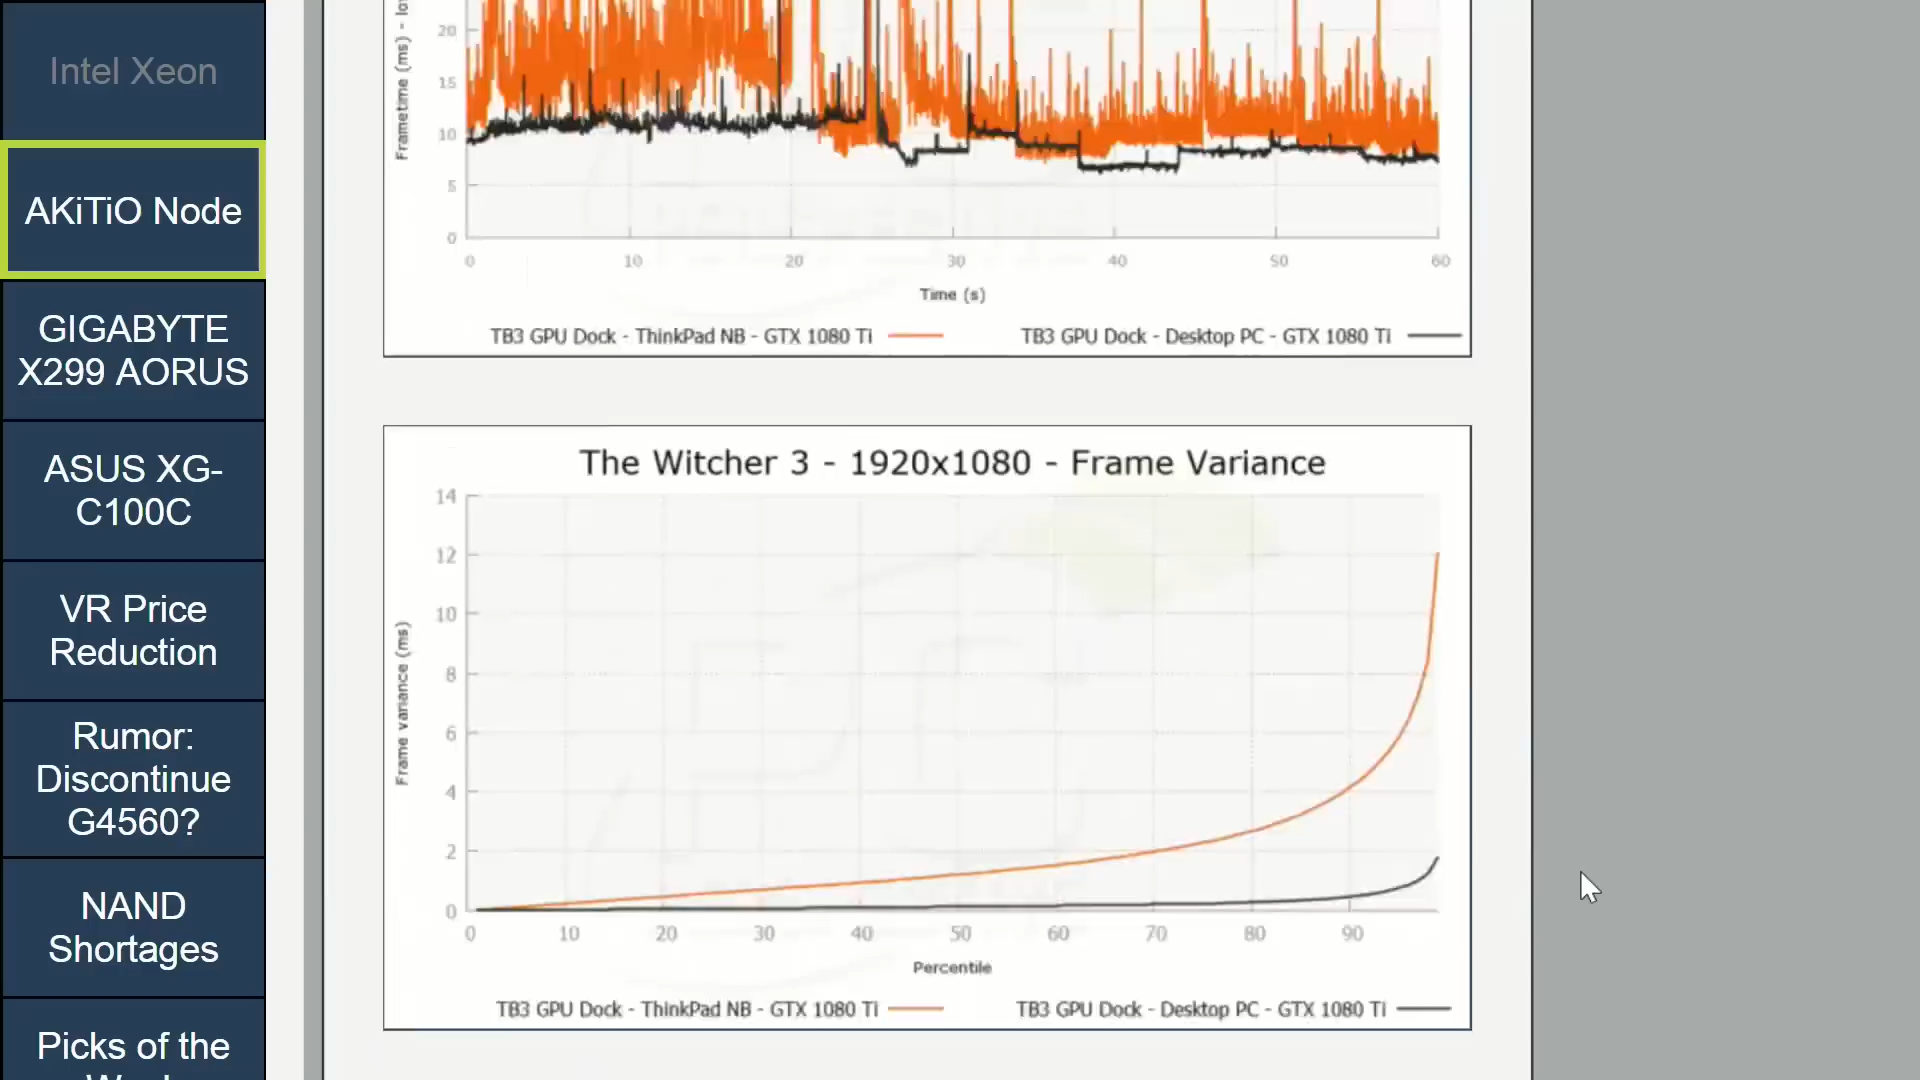 Intel Xeon
AKiTiO Node
GIGABYTE
X299 AORUS
ASUS XG-
C100C
VR Price
Reduction
Rumor:
Discontinue
G4560?
NAND
Shortages
Picks of the
Frametime (ms) -
20
15
10
5
0
0 10 20 30 40 50 60
Time (s)
TB3 GPU Dock - ThinkPad NB - GTX 1080 Ti
TB3 GPU Dock - Desktop PC - GTX 1080 Ti
The Witcher 3 - 1920x1080 - Frame Variance
Frame variance (ms)
14
12
10
8
6
4
2
0
0 10 20 30 40 50 60 70 80 90
Percentile
TB3 GPU Dock - ThinkPad NB - GTX 1080 Ti
TB3 GPU Dock - Desktop PC - GTX 1080 Ti